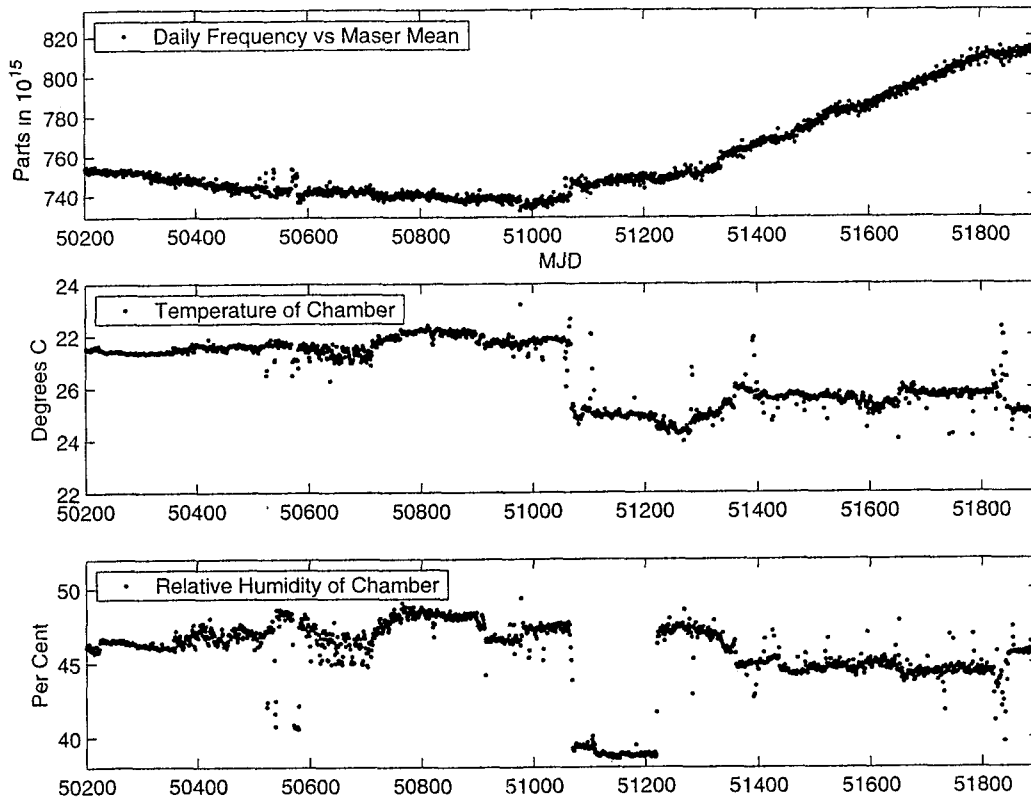 Daily Frequency vs Maser Mean
Parts in 10^15
820
800
780
760
740
50200 50400 50600 50800 51000 51200 51400 51600 51800
MJD
Temperature of Chamber
Degrees C
24
22
26
24
22
50200 50400 50600 50800 51000 51200 51400 51600 51800
Relative Humidity of Chamber
Per Cent
50
45
40
50200 50400 50600 50800 51000 51200 51400 51600 51800